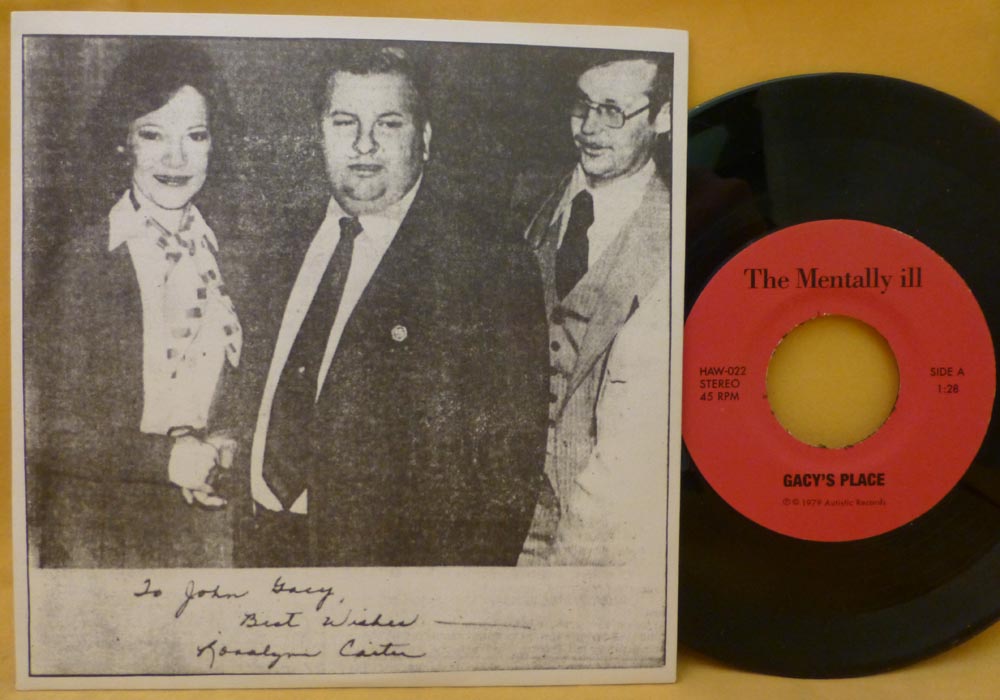 To John Gacy,
Best Wishes
Rosalynn Carter
The Mentally ill
HAW-022
STEREO
45 RPM
SIDE A
1:28
GACY'S PLACE
℗ © 1979 Autistic Records